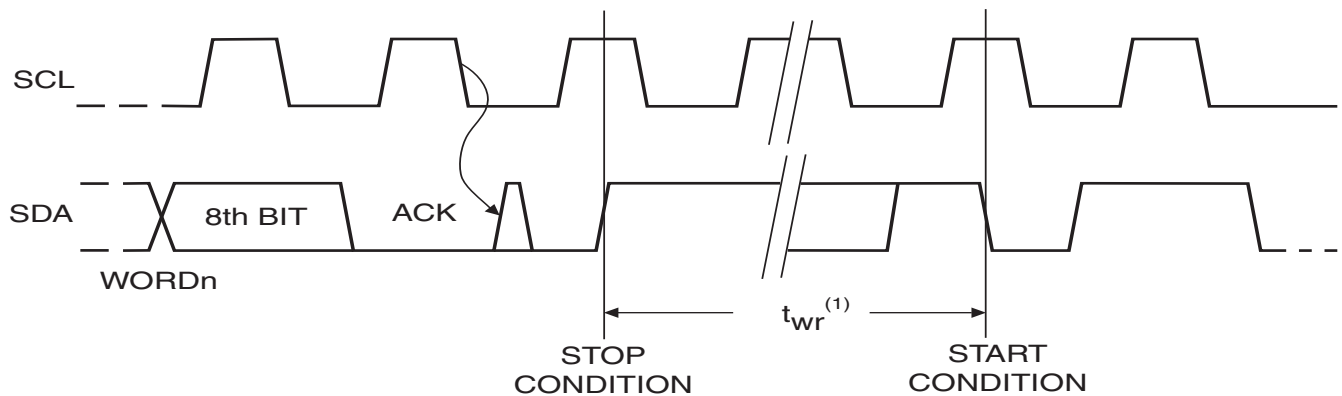 SCL
SDA
8th BIT
ACK
WORDn
twr(1)
STOP
CONDITION
START
CONDITION